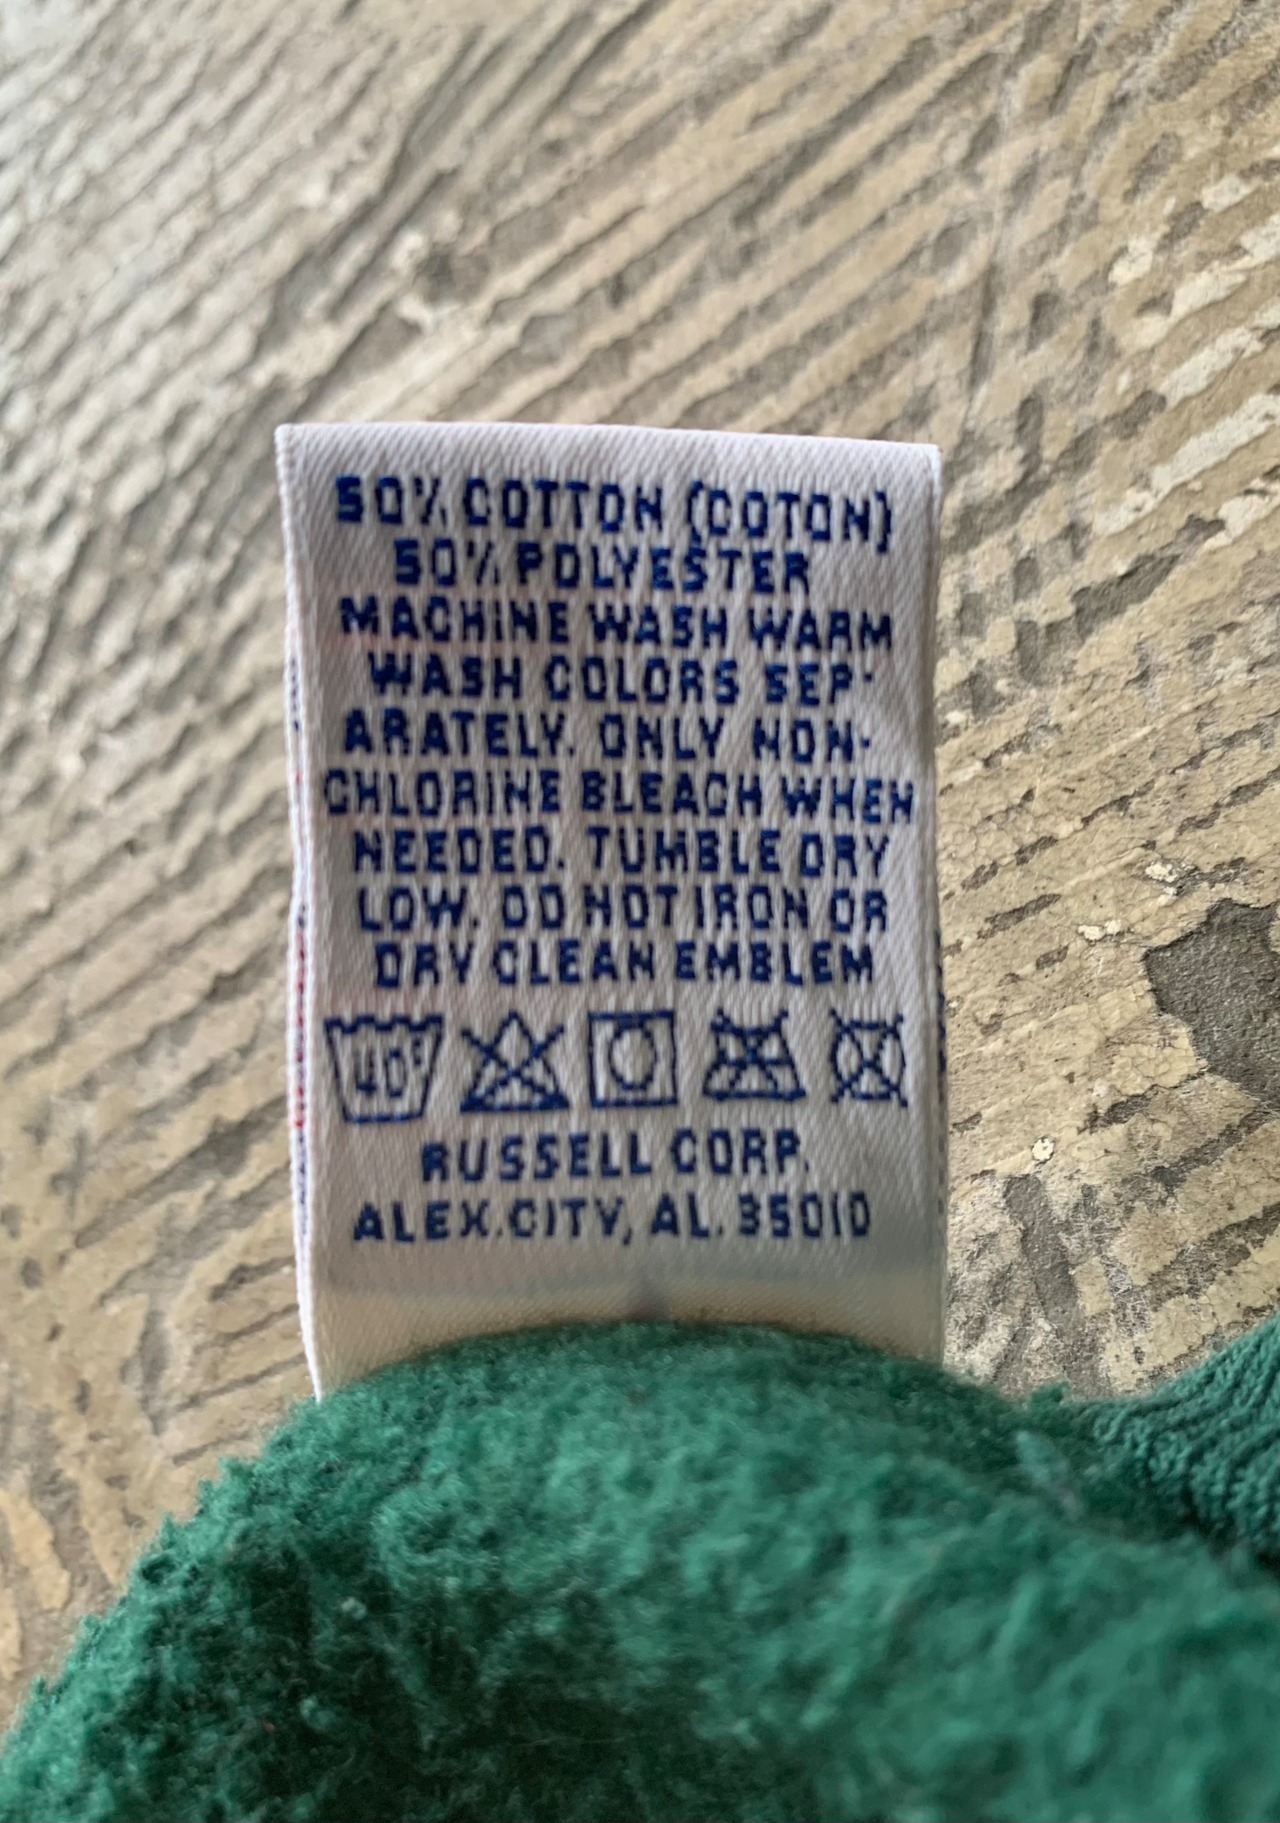 50% COTTON (COTON)
50% POLYESTER
MACHINE WASH WARM
WASH COLORS SEP-
ARATELY. ONLY NON-
CHLORINE BLEACH WHEN
NEEDED. TUMBLE DRY
LOW. DO NOT IRON OR
DRY CLEAN EMBLEM
40°
RUSSELL CORP.
ALEX.CITY, AL. 35010